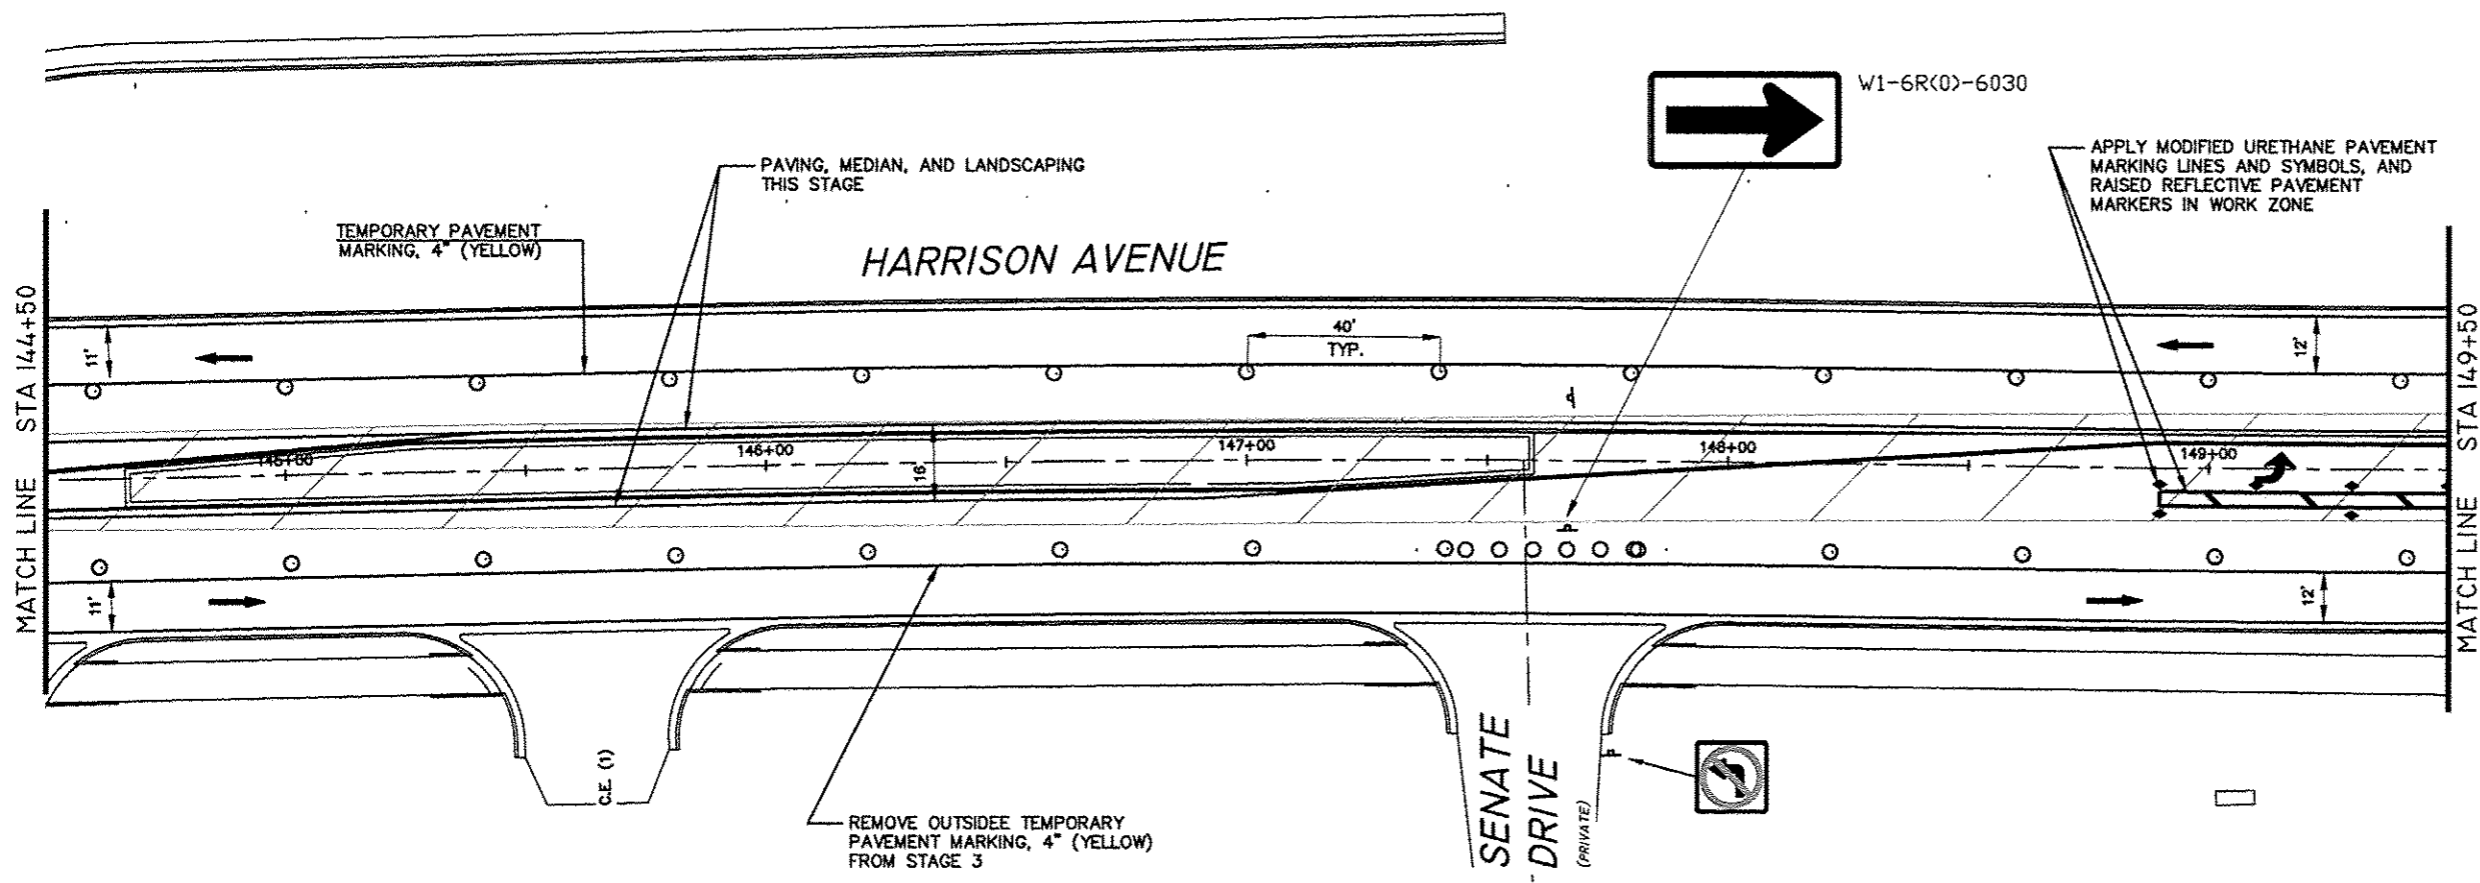 W1-6R(O)-6030
APPLY MODIFIED URETHANE PAVEMENT
MARKING LINES AND SYMBOLS, AND
RAISED REFLECTIVE PAVEMENT
MARKERS IN WORK ZONE
PAVING, MEDIAN, AND LANDSCAPING
THIS STAGE
TEMPORARY PAVEMENT
MARKING, 4" (YELLOW)
HARRISON AVENUE
MATCH LINE STA 144+50
MATCH LINE STA 149+50
11'
40'
TYP.
12'
145+00
146+00
16'
147+00
148+00
149+00
11'
12'
C.E. (1)
SENATE
DRIVE
(PRIVATE)
REMOVE OUTSIDEE TEMPORARY
PAVEMENT MARKING, 4" (YELLOW)
FROM STAGE 3